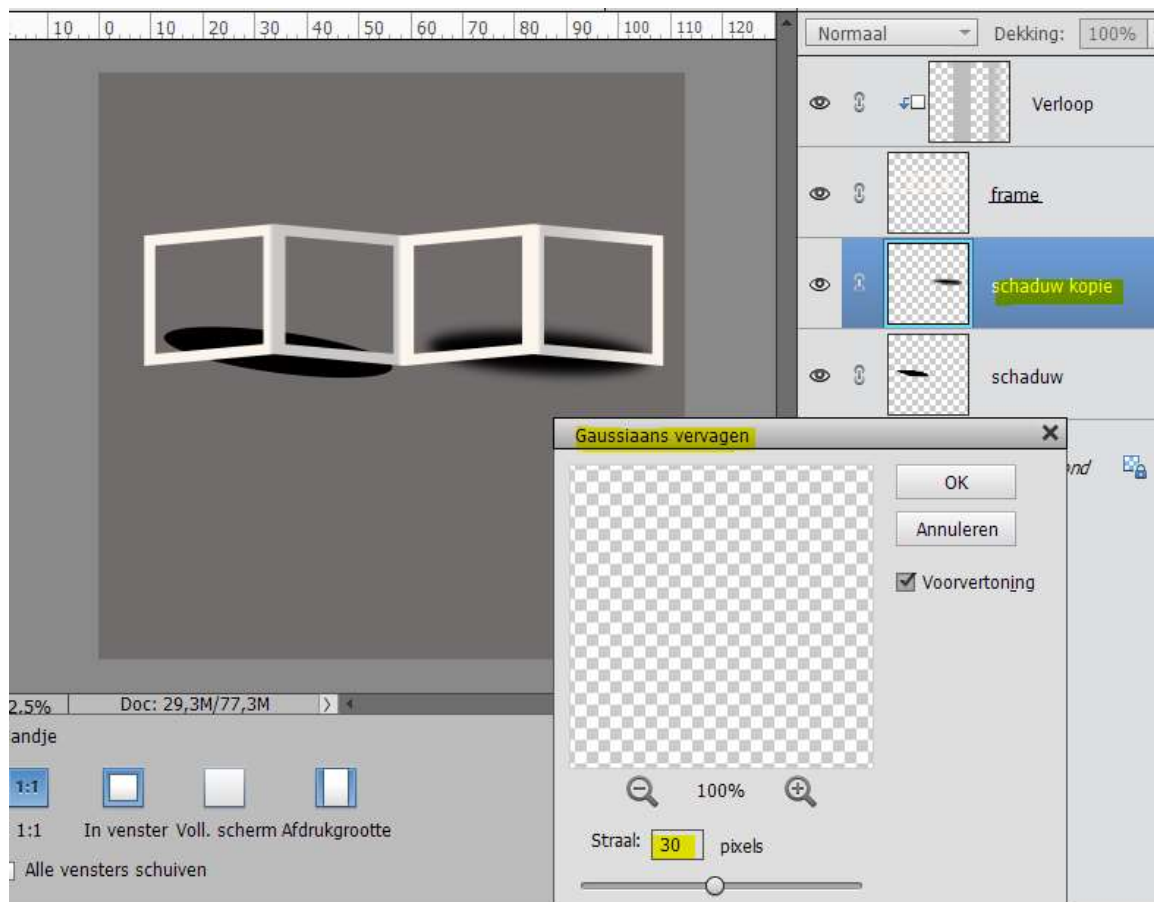 10 0 10 20 30 40 50 60 70 80 90 100 110 120
Normaal Dekking: 100%
Verloop
frame
schaduw kopie
schaduw
Gaussiaans vervagen
OK
Annuleren
Voorvertoning
100%
Straal: 30 pixels
2.5% Doc: 29,3M/77,3M
andje
1:1
1:1 In venster Voll. scherm Afdrukgrootte
Alle vensters schuiven